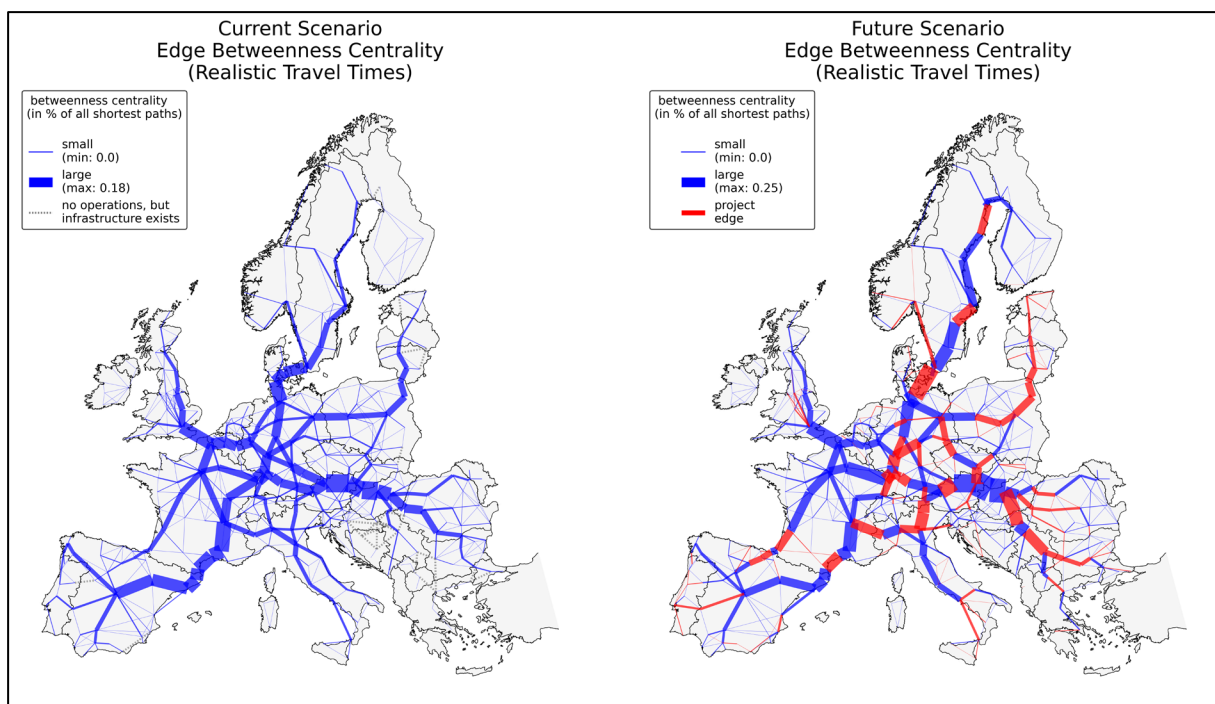 Current Scenario
Edge Betweenness Centrality
(Realistic Travel Times)
betweenness centrality
(in % of all shortest paths)
small
(min: 0.0)
large
(max: 0.18)
no operations, but
infrastructure exists
Future Scenario
Edge Betweenness Centrality
(Realistic Travel Times)
betweenness centrality
(in % of all shortest paths)
small
(min: 0.0)
large
(max: 0.25)
project
edge